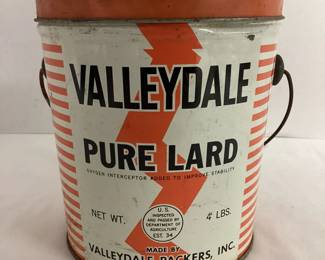 VALLEYDALE
PURE LARD
OXYGEN INTERCEPTOR ADDED TO IMPROVE STABILITY
NET WT. 4 LBS.
U. S.
INSPECTED
AND PASSED BY
DEPARTMENT OF
AGRICULTURE
EST. 34
MADE BY
VALLEYDALE PACKERS, INC.